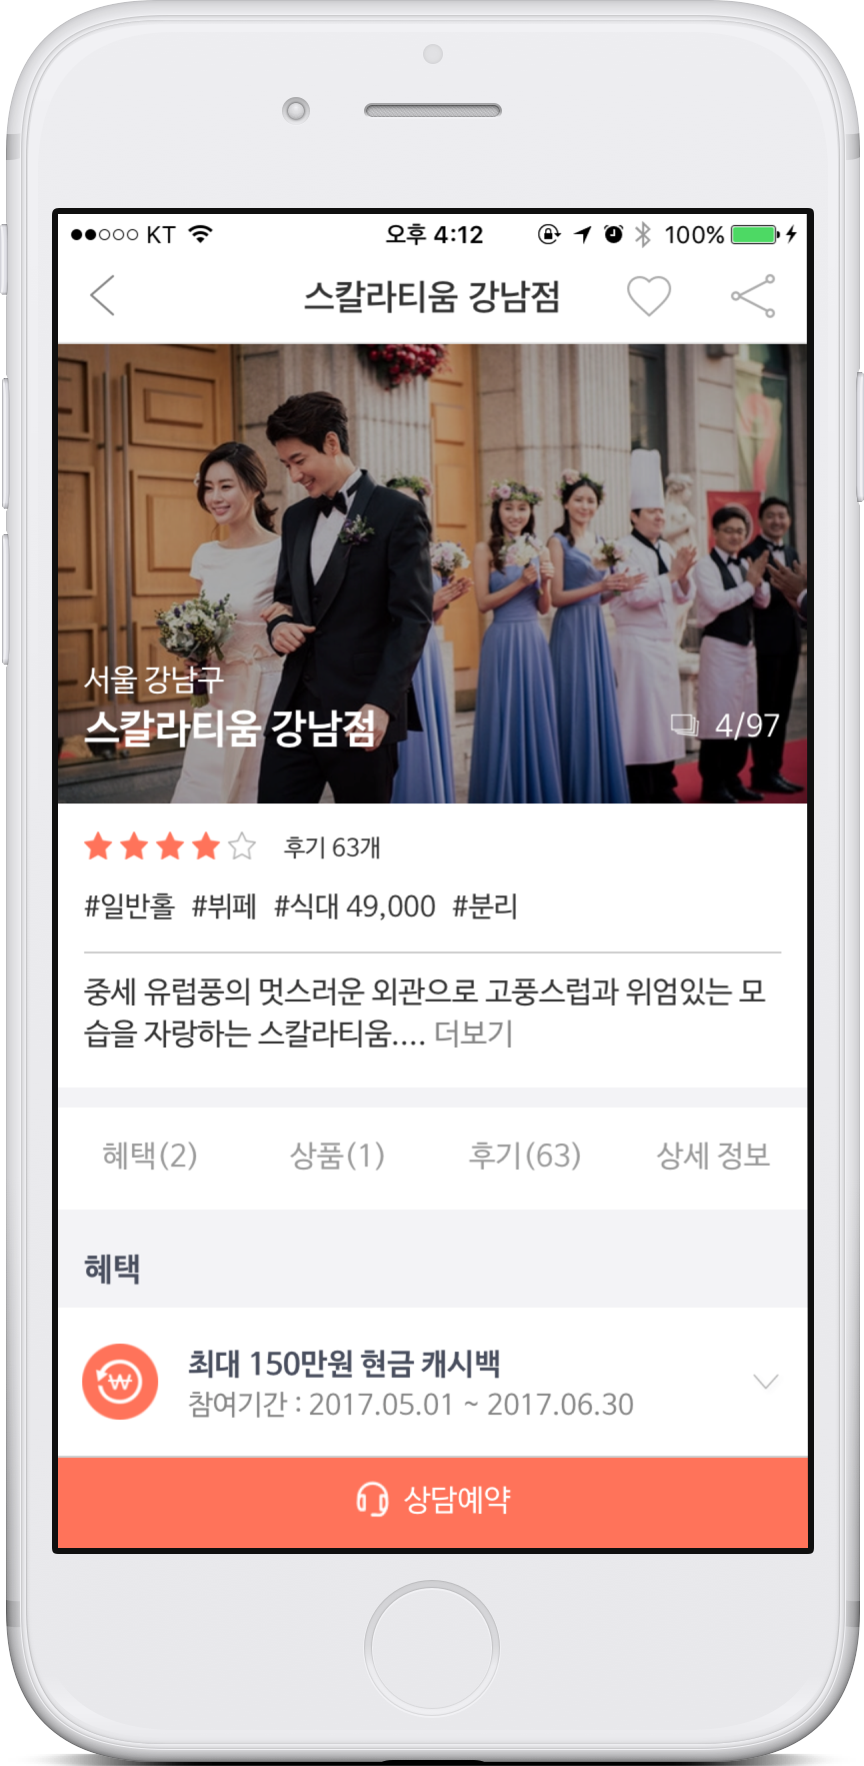 KT 오후 4:12 100%
스칼라티움 강남점
서울 강남구
스칼라티움 강남점
4/97
후기 63개
#일반홀 #뷔페 #식대 49,000 #분리
중세 유럽풍의 멋스러운 외관으로 고풍스럽과 위엄있는 모
습을 자랑하는 스칼라티움.... 더보기
혜택(2) 상품(1) 후기(63) 상세 정보
혜택
최대 150만원 현금 캐시백
참여기간 : 2017.05.01 ~ 2017.06.30
상담예약